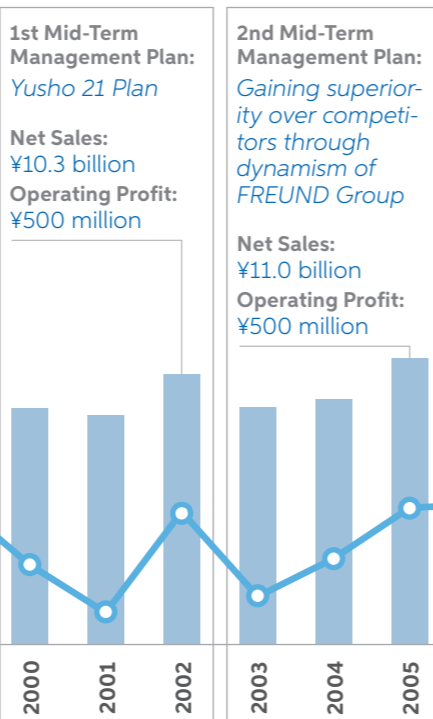 1st Mid-Term
Management Plan:
Yusho 21 Plan
Net Sales:
¥10.3 billion
Operating Profit:
¥500 million
2nd Mid-Term
Management Plan:
Gaining superior-
ity over competi-
tors through
dynamism of
FREUND Group
Net Sales:
¥11.0 billion
Operating Profit:
¥500 million
2000
2001
2002
2003
2004
2005